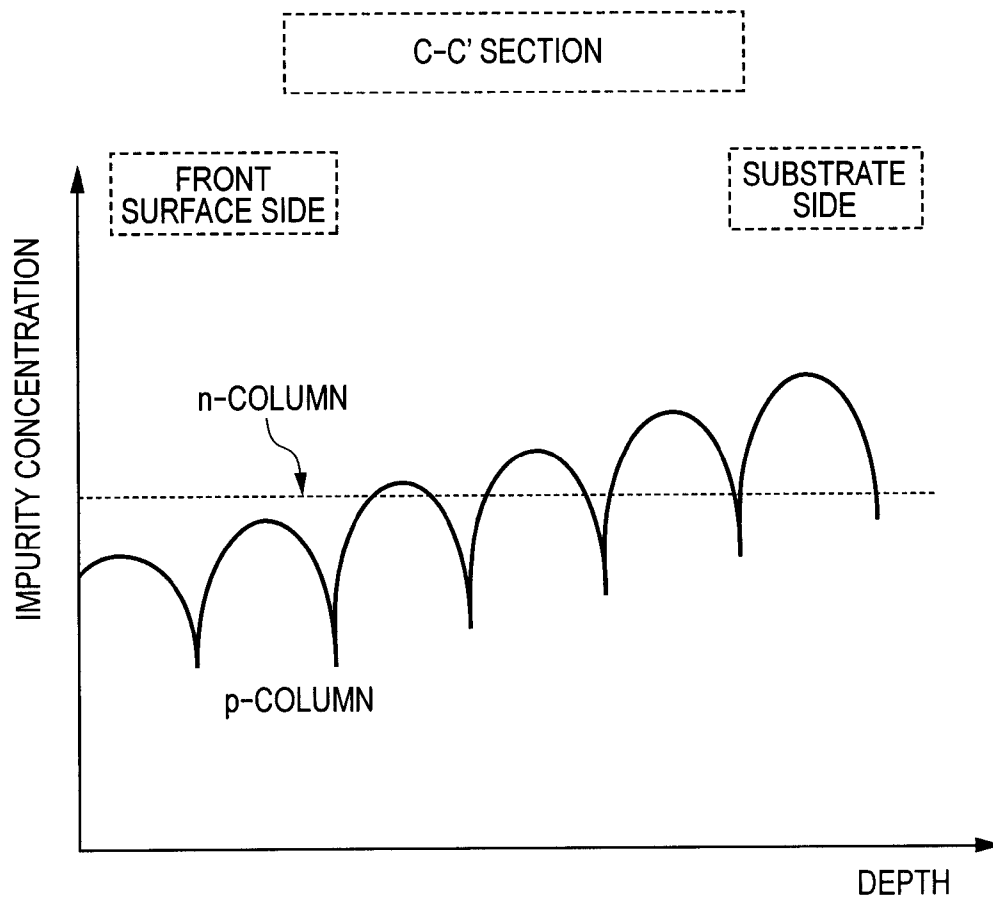 C-C' SECTION
FRONT
SURFACE SIDE
SUBSTRATE
SIDE
IMPURITY CONCENTRATION
n-COLUMN
p-COLUMN
DEPTH